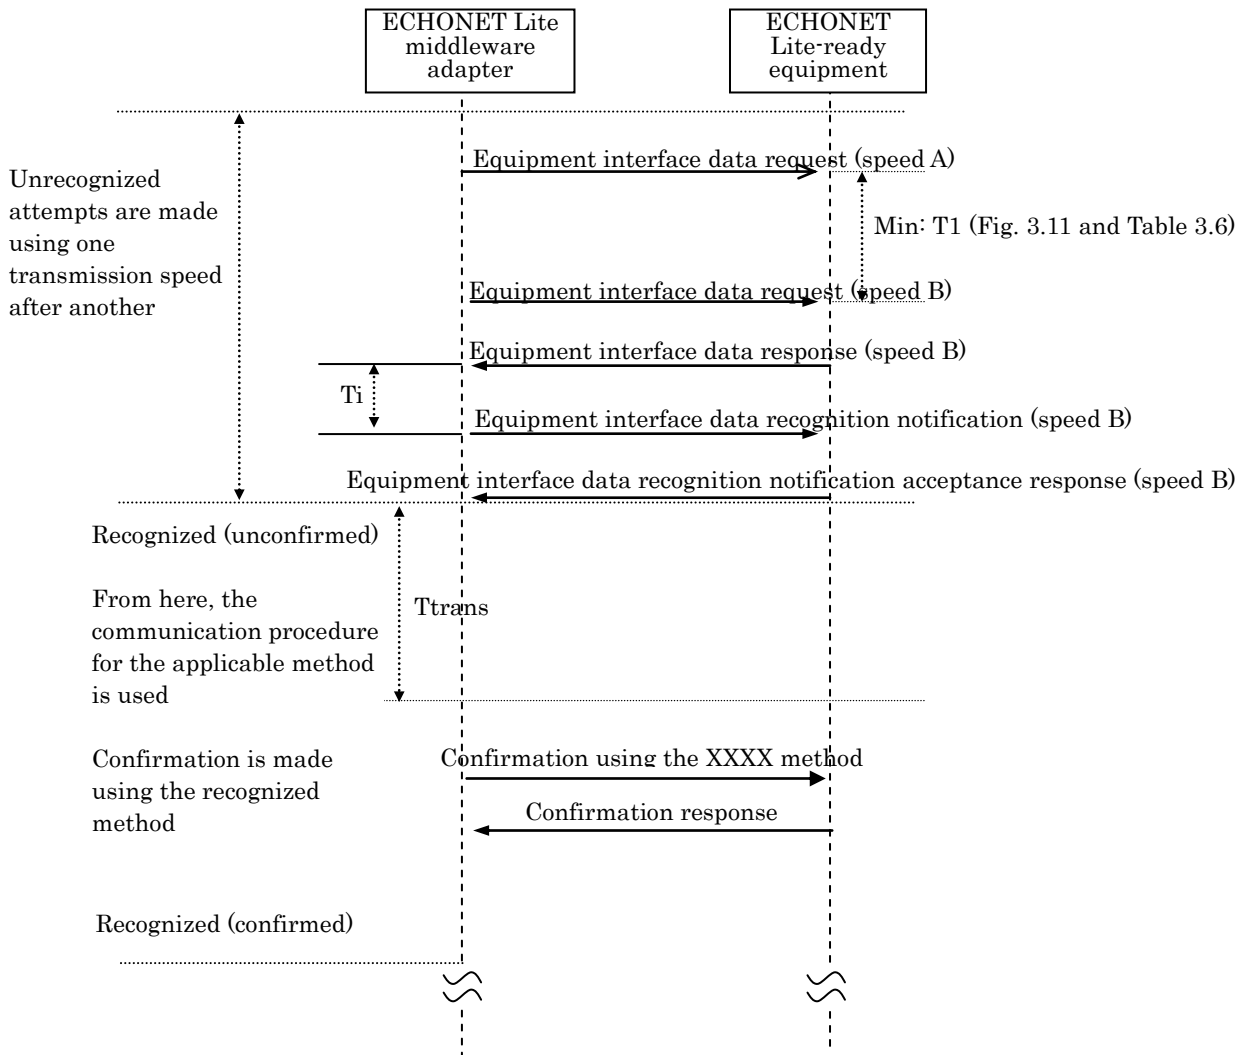 ECHONET Lite
middleware
adapter
ECHONET
Lite-ready
equipment
Equipment interface data request (speed A)
Unrecognized
attempts are made
using one
transmission speed
after another
Min: T1 (Fig. 3.11 and Table 3.6)
Equipment interface data request (speed B)
Equipment interface data response (speed B)
Ti
Equipment interface data recognition notification (speed B)
Equipment interface data recognition notification acceptance response (speed B)
Recognized (unconfirmed)
From here, the
communication procedure
for the applicable method
is used
Ttrans
Confirmation is made
using the recognized
method
Confirmation using the XXXX method
Confirmation response
Recognized (confirmed)